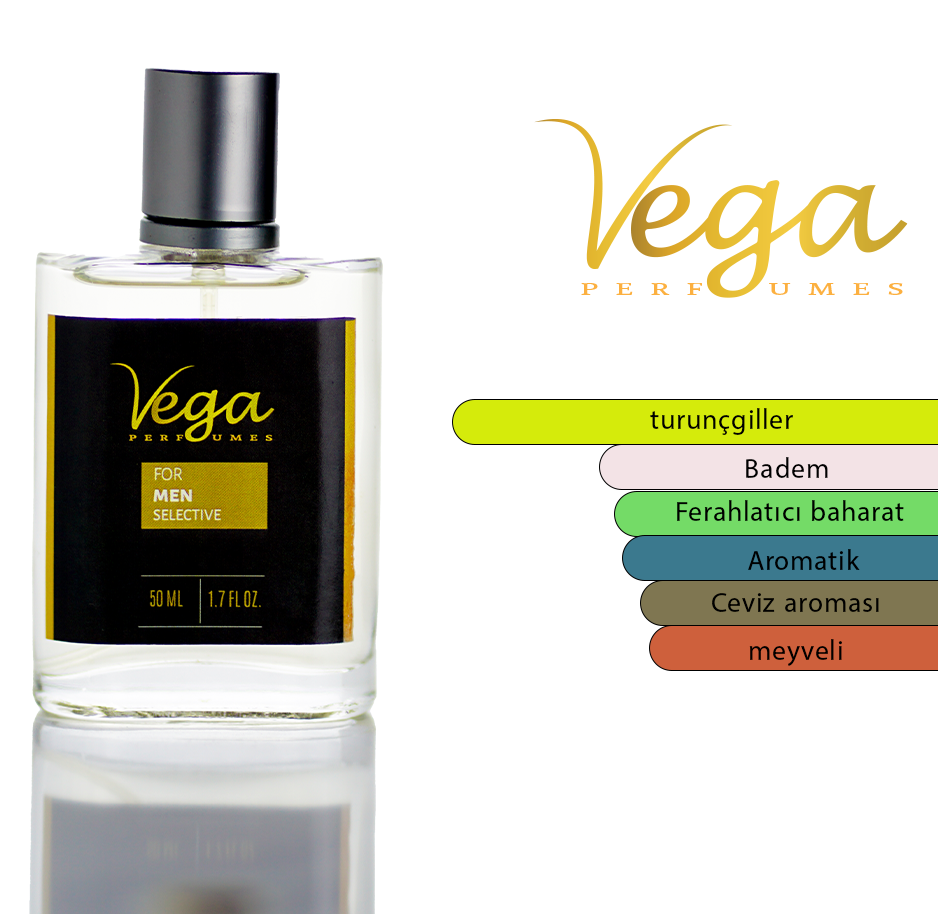 Vega
PERFUMES
FOR
MEN
SELECTIVE
50 ML 1.7 FL OZ.
Vega
PERFUMES
turunçgiller
Badem
Ferahlatıcı baharat
Aromatik
Ceviz aroması
meyveli